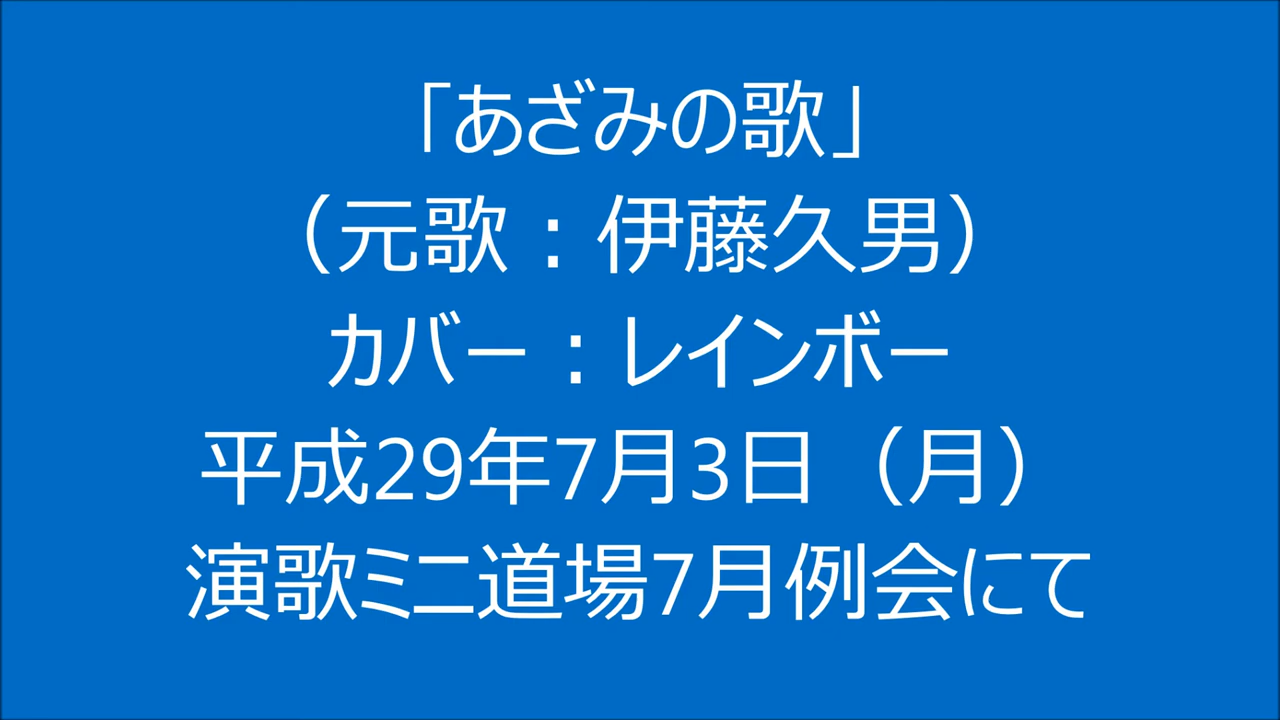 「あざみの歌」
（元歌：伊藤久男）
カバー：レインボー
平成29年7月3日（月）
演歌ミニ道場7月例会にて